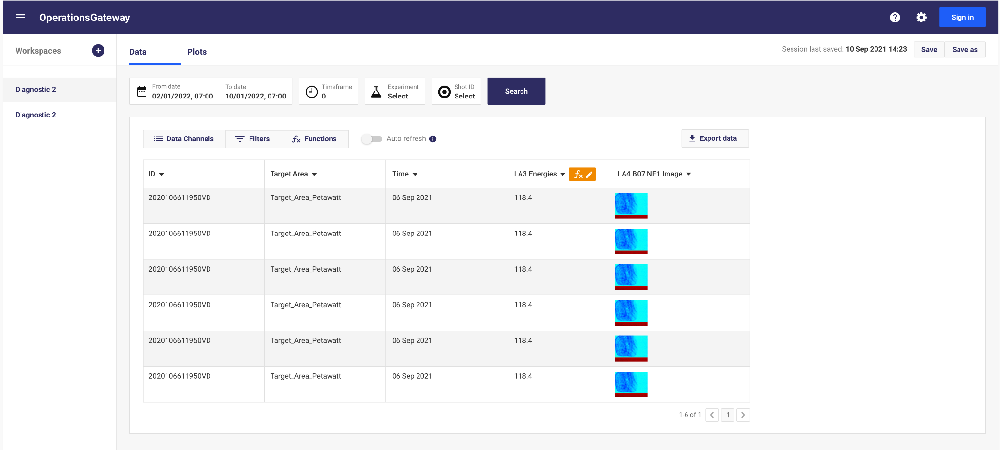 OperationsGateway
Sign in
Workspaces
Data Plots
Session last saved: 10 Sep 2021 14:23 Save Save as
Diagnostic 2
Diagnostic 2
From date To date Timeframe Experiment Shot ID
02/01/2022, 07:00 10/01/2022, 07:00 0 Select Select
Search
Data Channels Filters Functions Auto refresh Export data
ID Target Area Time LA3 Energies fx LA4 B07 NF1 Image
2020106611950VD Target_Area_Petawatt 06 Sep 2021 118.4
2020106611950VD Target_Area_Petawatt 06 Sep 2021 118.4
2020106611950VD Target_Area_Petawatt 06 Sep 2021 118.4
2020106611950VD Target_Area_Petawatt 06 Sep 2021 118.4
2020106611950VD Target_Area_Petawatt 06 Sep 2021 118.4
2020106611950VD Target_Area_Petawatt 06 Sep 2021 118.4
1-6 of 1 1